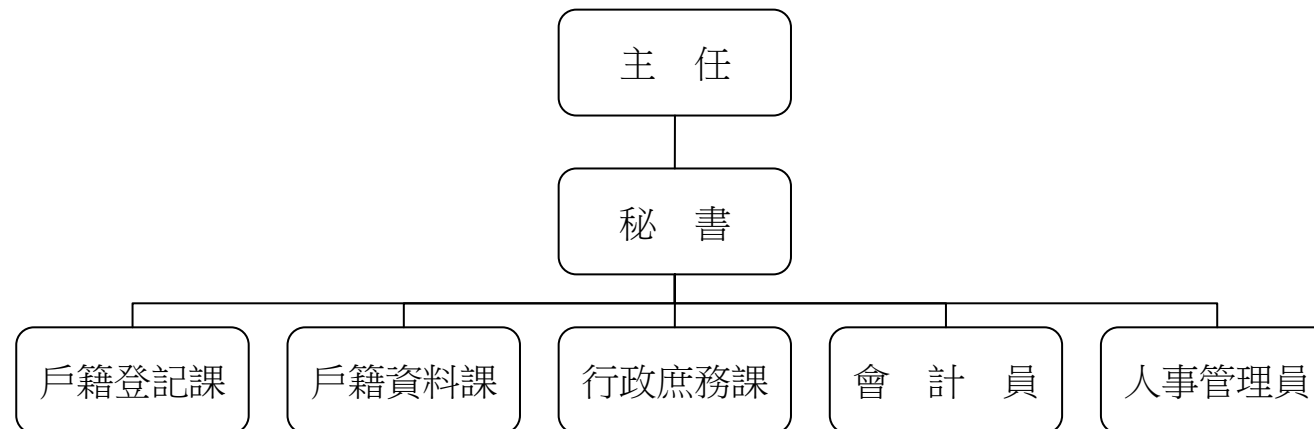 主　任
秘　書
戶籍登記課
戶籍資料課
行政庶務課
會　計　員
人事管理員